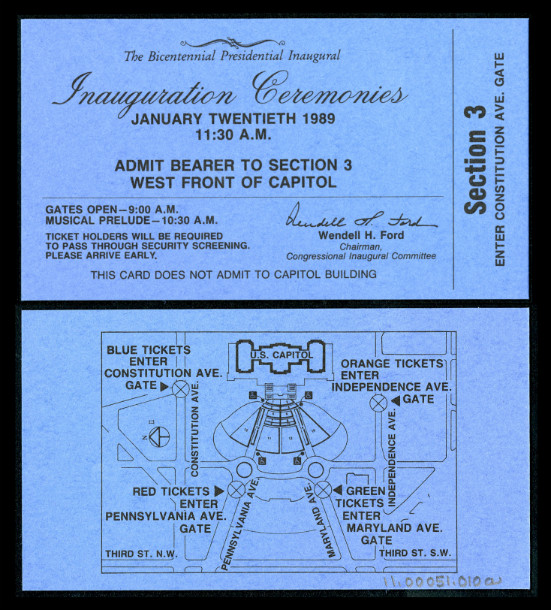 The Bicentennial Presidential Inaugural
Inauguration Ceremonies
JANUARY TWENTIETH 1989
11:30 A.M.
ADMIT BEARER TO SECTION 3
WEST FRONT OF CAPITOL
GATES OPEN—9:00 A.M.
MUSICAL PRELUDE—10:30 A.M.
TICKET HOLDERS WILL BE REQUIRED
TO PASS THROUGH SECURITY SCREENING.
PLEASE ARRIVE EARLY.
Wendell H. Ford
Wendell H. Ford
Chairman,
Congressional Inaugural Committee
THIS CARD DOES NOT ADMIT TO CAPITOL BUILDING
Section 3
ENTER CONSTITUTION AVE. GATE
U.S. CAPITOL
BLUE TICKETS
ENTER
CONSTITUTION AVE.
GATE
ORANGE TICKETS
ENTER
INDEPENDENCE AVE.
GATE
CONSTITUTION AVE.
INDEPENDENCE AVE.
N
RED TICKETS
ENTER
PENNSYLVANIA AVE.
GATE
GREEN
TICKETS
ENTER
MARYLAND AVE.
GATE
PENNSYLVANIA AVE.
MARYLAND AVE.
THIRD ST. N.W.
THIRD ST. S.W.
11.00051.010a